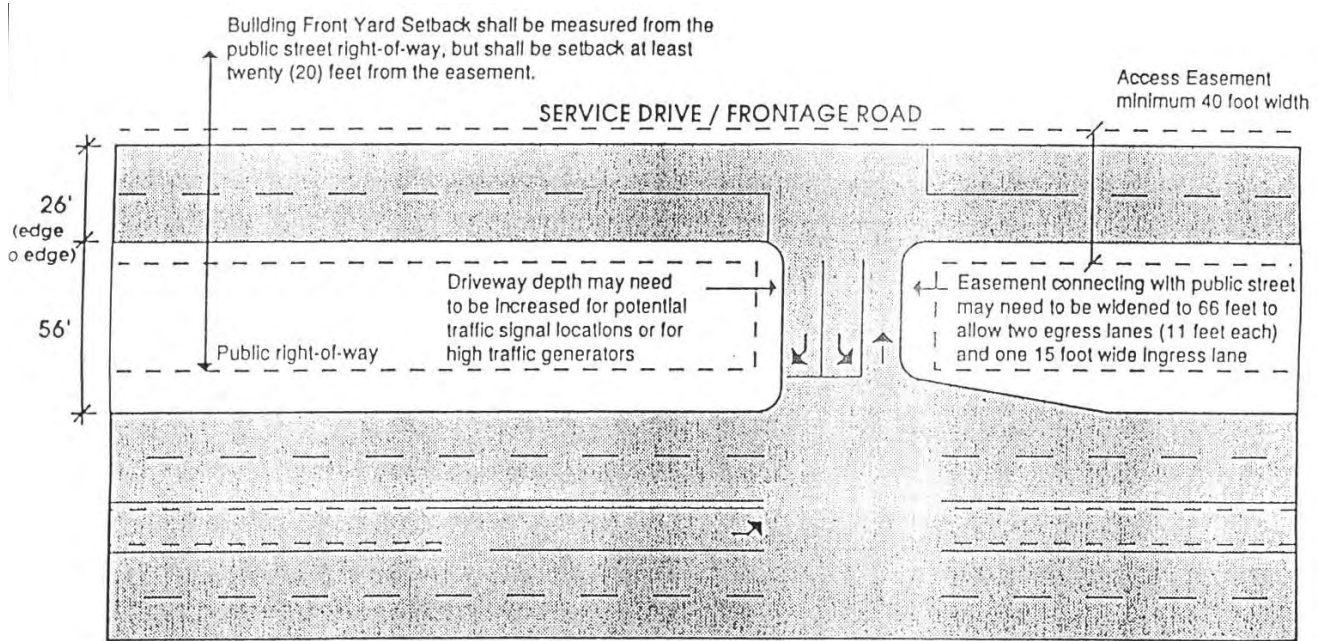 Building Front Yard Setback shall be measured from the
public street right-of-way, but shall be setback at least
twenty (20) feet from the easement.
Access Easement
minimum 40 foot width
SERVICE DRIVE / FRONTAGE ROAD
26'
(edge
o edge)
56'
Driveway depth may need
to be increased for potential
traffic signal locations or for
high traffic generators
Public right-of-way
Easement connecting with public street
may need to be widened to 66 feet to
allow two egress lanes (11 feet each)
and one 15 foot wide ingress lane